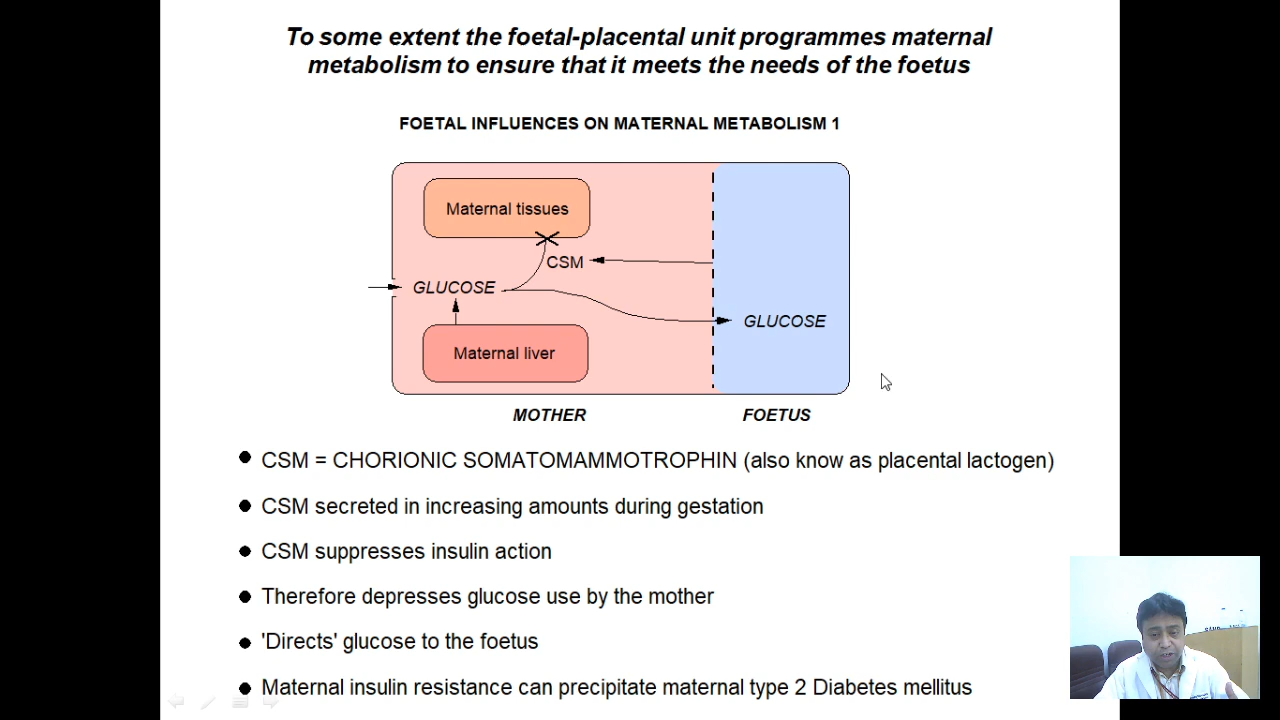 To some extent the foetal-placental unit programmes maternal
metabolism to ensure that it meets the needs of the foetus
FOETAL INFLUENCES ON MATERNAL METABOLISM 1
Maternal tissues
CSM
GLUCOSE
GLUCOSE
Maternal liver
MOTHER
FOETUS
CSM = CHORIONIC SOMATOMAMMOTROPHIN (also know as placental lactogen)
CSM secreted in increasing amounts during gestation
CSM suppresses insulin action
Therefore depresses glucose use by the mother
'Directs' glucose to the foetus
Maternal insulin resistance can precipitate maternal type 2 Diabetes mellitus